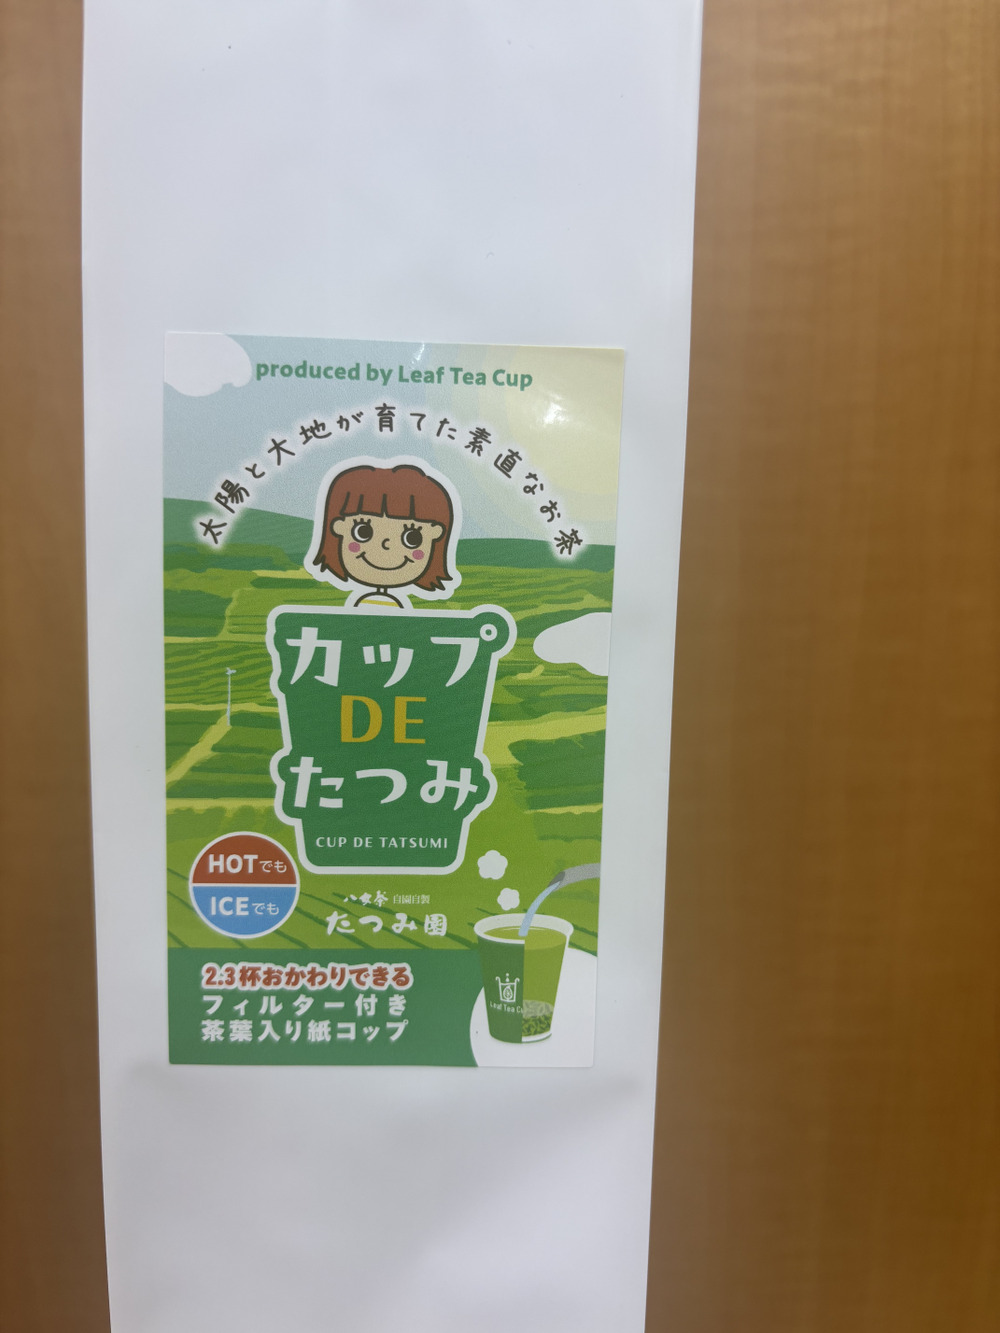 produced by Leaf Tea Cup
太陽と大地が育てた素直なお茶
カップ
DE
たつみ
CUP DE TATSUMI
HOTでも
ICEでも
八女茶 自園自製
たつみ園
2.3杯おかわりできる
フィルター付き
茶葉入り紙コップ
Leaf Tea Cup